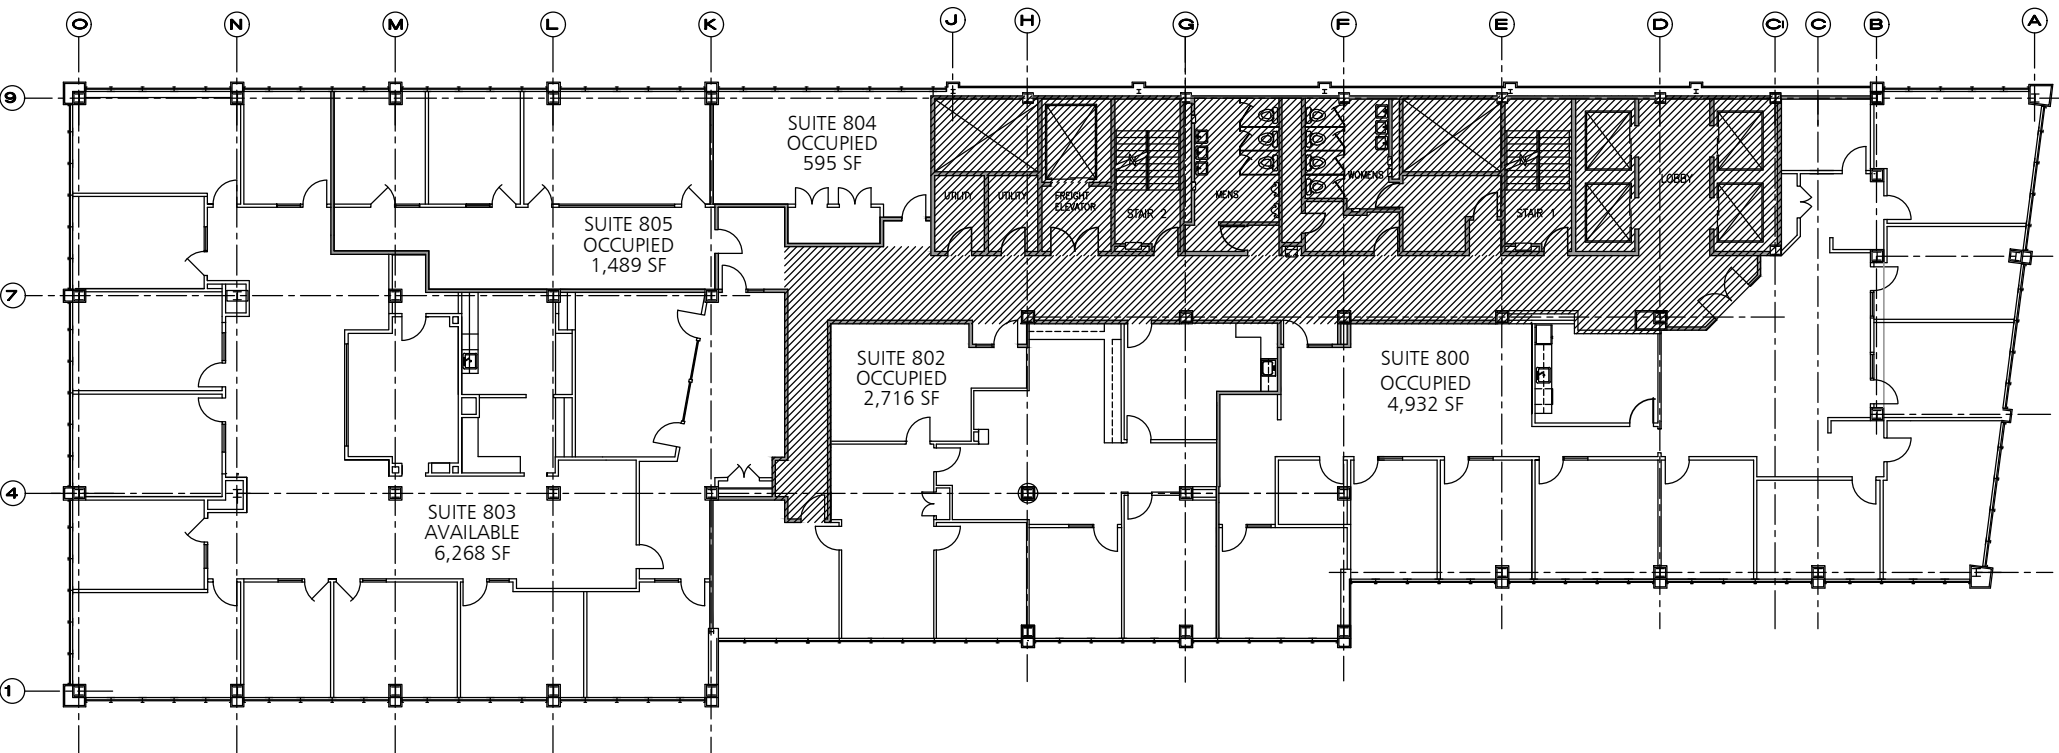 O N M L K J H G F E D C1 C B A
9
SUITE 804
OCCUPIED
595 SF
UTILITY
UTILITY
FREIGHT
ELEVATOR
STAIR 2
MENS
WOMENS
STAIR 1
LOBBY
SUITE 805
OCCUPIED
1,489 SF
7
SUITE 802
OCCUPIED
2,716 SF
SUITE 800
OCCUPIED
4,932 SF
4
SUITE 803
AVAILABLE
6,268 SF
1